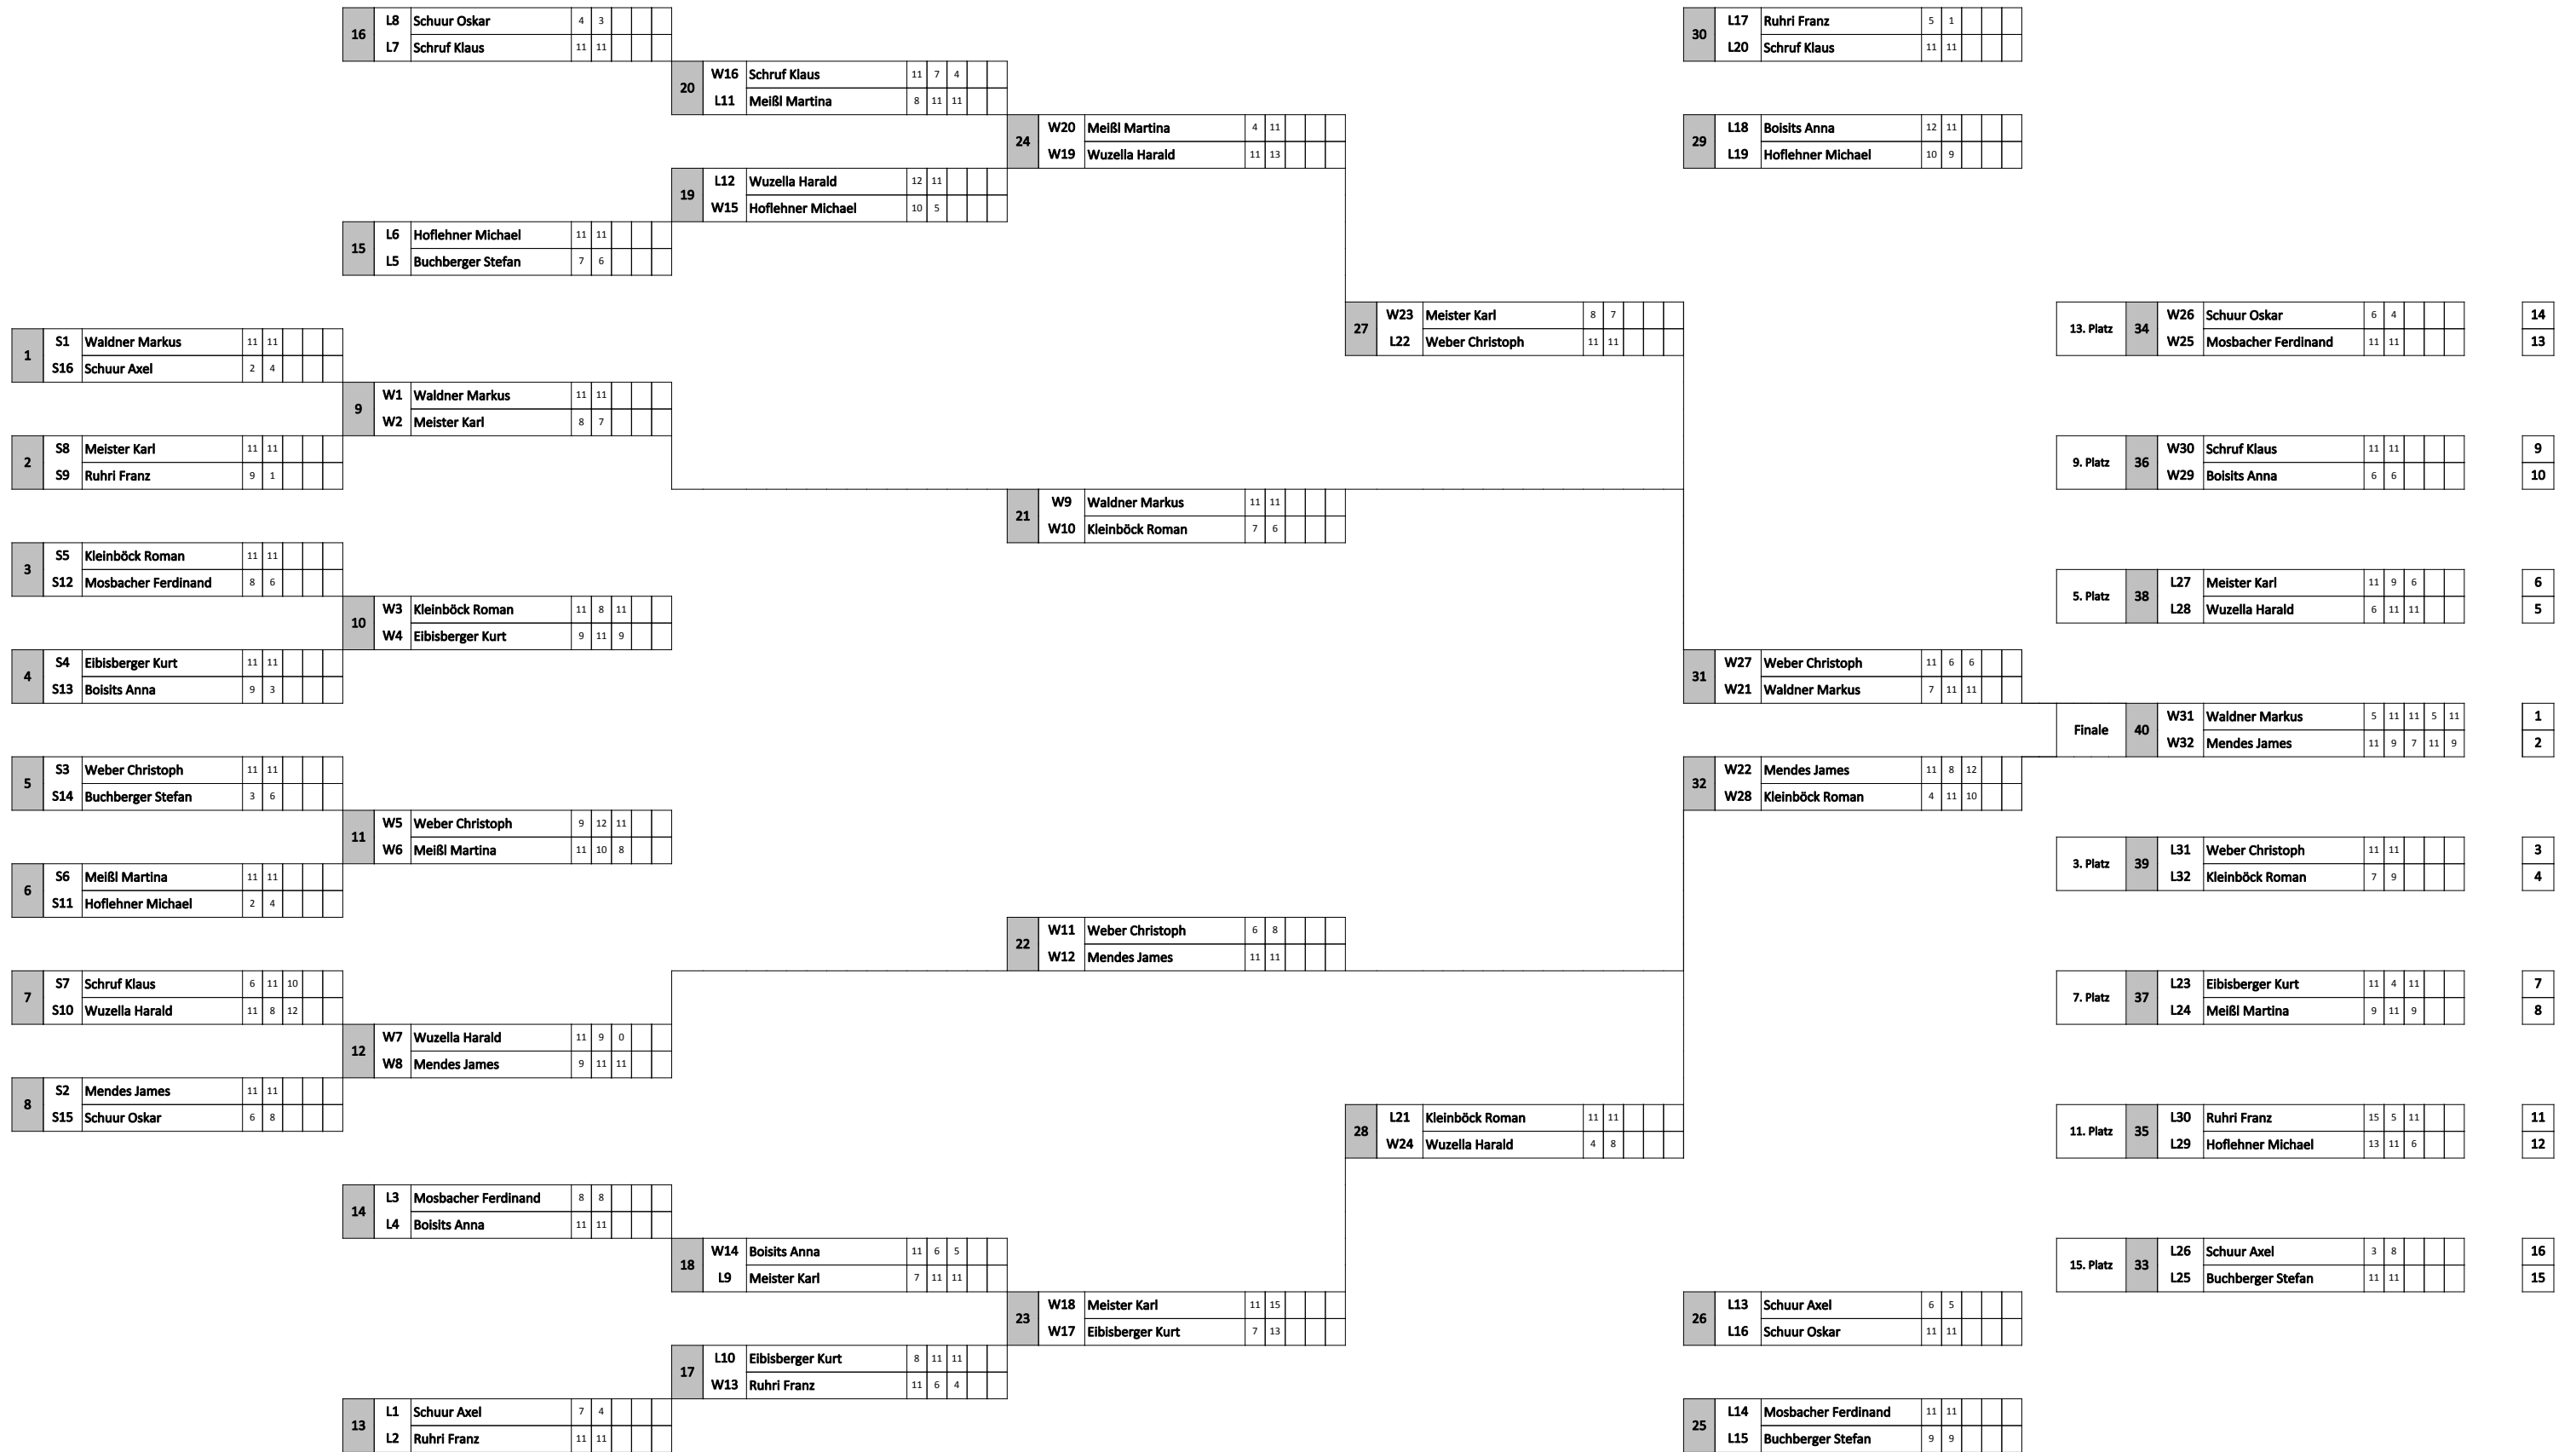 16 L8 Schuur Oskar 4 3
L7 Schruf Klaus 11 11
30 L17 Ruhri Franz 5 1
L20 Schruf Klaus 11 11
20 W16 Schruf Klaus 11 7 4
L11 Meißl Martina 8 11 11
24 W20 Meißl Martina 4 11
W19 Wuzella Harald 11 13
29 L18 Boisits Anna 12 11
L19 Hoflehner Michael 10 9
19 L12 Wuzella Harald 12 11
W15 Hoflehner Michael 10 5
15 L6 Hoflehner Michael 11 11
L5 Buchberger Stefan 7 6
27 W23 Meister Karl 8 7
L22 Weber Christoph 11 11
13. Platz 34 W26 Schuur Oskar 6 4 14
W25 Mosbacher Ferdinand 11 11 13
1 S1 Waldner Markus 11 11
S16 Schuur Axel 2 4
9 W1 Waldner Markus 11 11
W2 Meister Karl 8 7
2 S8 Meister Karl 11 11
S9 Ruhri Franz 9 1
9. Platz 36 W30 Schruf Klaus 11 11 9
W29 Boisits Anna 6 6 10
21 W9 Waldner Markus 11 11
W10 Kleinböck Roman 7 6
3 S5 Kleinböck Roman 11 11
S12 Mosbacher Ferdinand 8 6
5. Platz 38 L27 Meister Karl 11 9 6 6
L28 Wuzella Harald 6 11 11 5
10 W3 Kleinböck Roman 11 8 11
W4 Eibisberger Kurt 9 11 9
4 S4 Eibisberger Kurt 11 11
S13 Boisits Anna 9 3
31 W27 Weber Christoph 11 6 6
W21 Waldner Markus 7 11 11
Finale 40 W31 Waldner Markus 5 11 11 5 11 1
W32 Mendes James 11 9 7 11 9 2
5 S3 Weber Christoph 11 11
S14 Buchberger Stefan 3 6
32 W22 Mendes James 11 8 12
W28 Kleinböck Roman 4 11 10
11 W5 Weber Christoph 9 12 11
W6 Meißl Martina 11 10 8
3. Platz 39 L31 Weber Christoph 11 11 3
L32 Kleinböck Roman 7 9 4
6 S6 Meißl Martina 11 11
S11 Hoflehner Michael 2 4
22 W11 Weber Christoph 6 8
W12 Mendes James 11 11
7 S7 Schruf Klaus 6 11 10
S10 Wuzella Harald 11 8 12
7. Platz 37 L23 Eibisberger Kurt 11 4 11 7
L24 Meißl Martina 9 11 9 8
12 W7 Wuzella Harald 11 9 0
W8 Mendes James 9 11 11
8 S2 Mendes James 11 11
S15 Schuur Oskar 6 8
28 L21 Kleinböck Roman 11 11
W24 Wuzella Harald 4 8
11. Platz 35 L30 Ruhri Franz 15 5 11 11
L29 Hoflehner Michael 13 11 6 12
14 L3 Mosbacher Ferdinand 8 8
L4 Boisits Anna 11 11
18 W14 Boisits Anna 11 6 5
L9 Meister Karl 7 11 11
15. Platz 33 L26 Schuur Axel 3 8 16
L25 Buchberger Stefan 11 11 15
23 W18 Meister Karl 11 15
W17 Eibisberger Kurt 7 13
26 L13 Schuur Axel 6 5
L16 Schuur Oskar 11 11
17 L10 Eibisberger Kurt 8 11 11
W13 Ruhri Franz 11 6 4
13 L1 Schuur Axel 7 4
L2 Ruhri Franz 11 11
25 L14 Mosbacher Ferdinand 11 11
L15 Buchberger Stefan 9 9